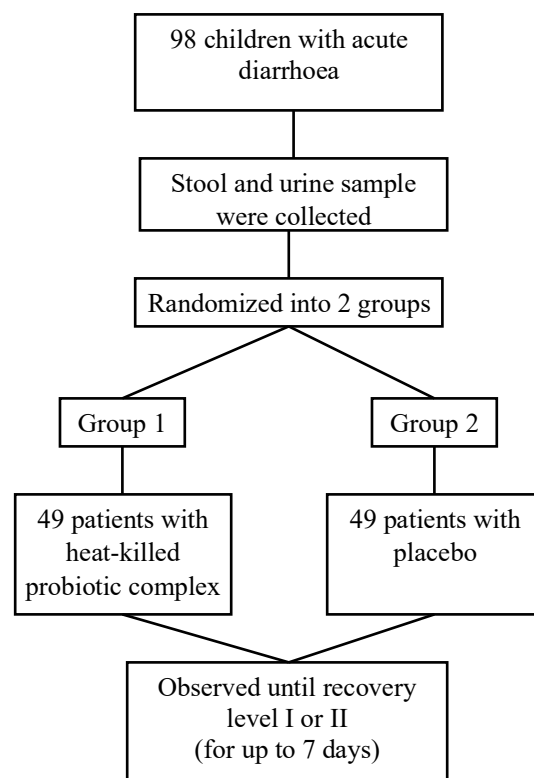 98 children with acute
diarrhoea
Stool and urine sample
were collected
Randomized into 2 groups
Group 1
Group 2
49 patients with
heat-killed
probiotic complex
49 patients with
placebo
Observed until recovery
level I or II
(for up to 7 days)